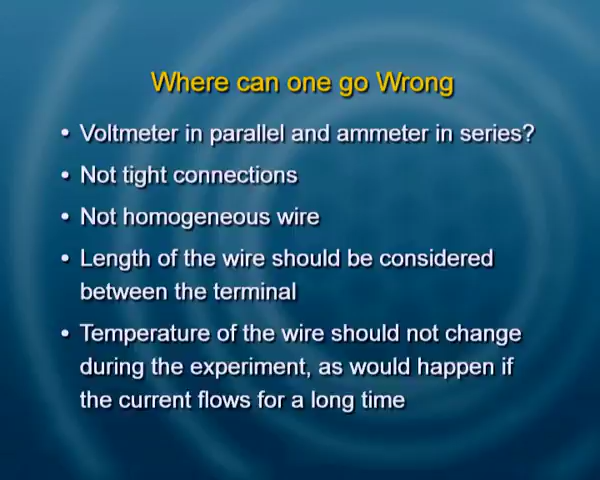 Where can one go Wrong
• Voltmeter in parallel and ammeter in series?
• Not tight connections
• Not homogeneous wire
• Length of the wire should be considered
between the terminal
• Temperature of the wire should not change
during the experiment, as would happen if
the current flows for a long time